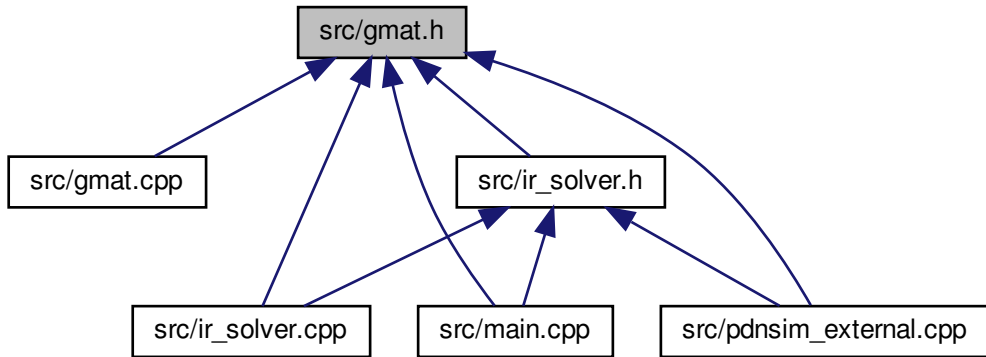 src/gmat.h
src/gmat.cpp
src/ir_solver.h
src/ir_solver.cpp
src/main.cpp
src/pdnsim_external.cpp